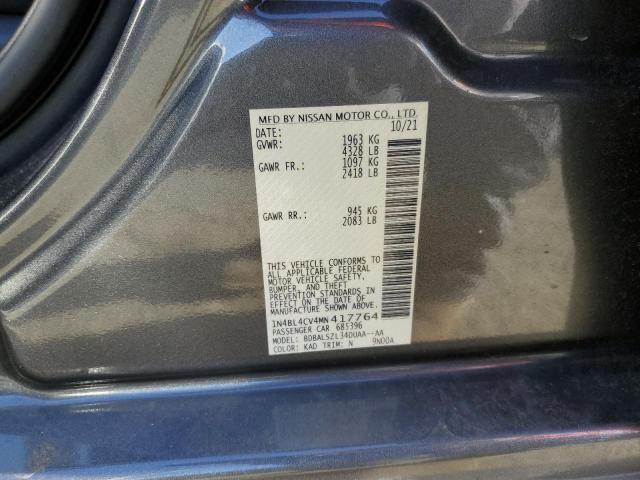 MFD BY NISSAN MOTOR CO., LTD.
DATE: 10/21
GVWR: 1963 KG
4328 LB
GAWR FR.: 1097 KG
2418 LB
GAWR RR.: 945 KG
2083 LB
THIS VEHICLE CONFORMS TO
ALL APPLICABLE FEDERAL
MOTOR VEHICLE SAFETY,
BUMPER, AND THEFT
PREVENTION STANDARDS IN
EFFECT ON THE DATE OF
MANUFACTURE SHOWN ABOVE.
1N4BL4CV4MN417764
PASSENGER CAR 685396
MODEL: BDBALSZL34DUAA--AA
COLOR: KAD TRIM: N 9N00A